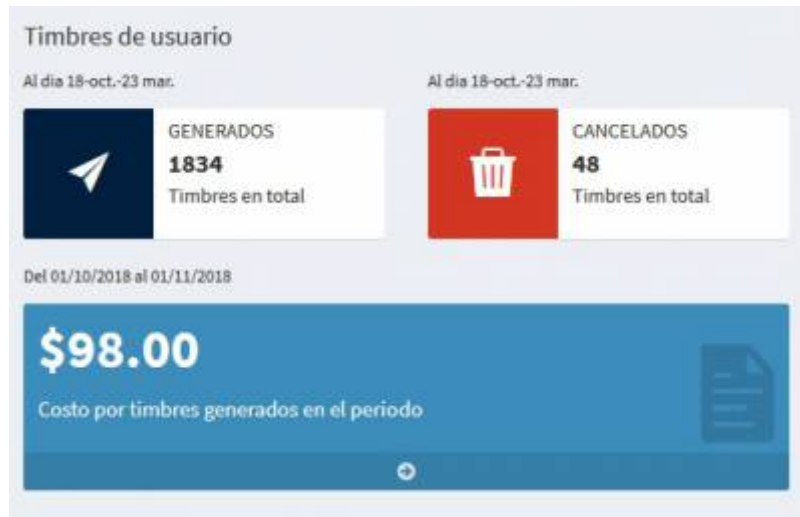 Timbres de usuario
Al dia 18-oct.-23 mar.
GENERADOS
1834
Timbres en total
Al dia 18-oct.-23 mar.
CANCELADOS
48
Timbres en total
Del 01/10/2018 al 01/11/2018
$98.00
Costo por timbres generados en el periodo